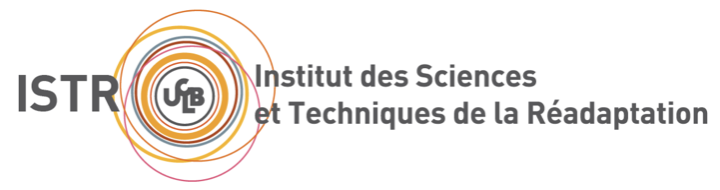 ISTR
UCLB
Institut des Sciences
et Techniques de la Réadaptation